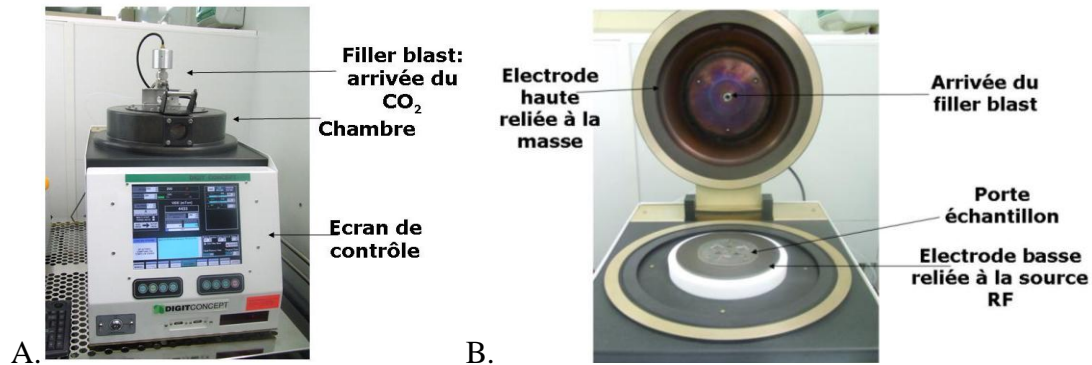 Filler blast:
arrivée du
CO₂
Chambre
Ecran de
contrôle
DIGITCONCEPT
A.
Electrode
haute
reliée à la
masse
Arrivée du
filler blast
Porte
échantillon
Electrode basse
reliée à la source
RF
B.